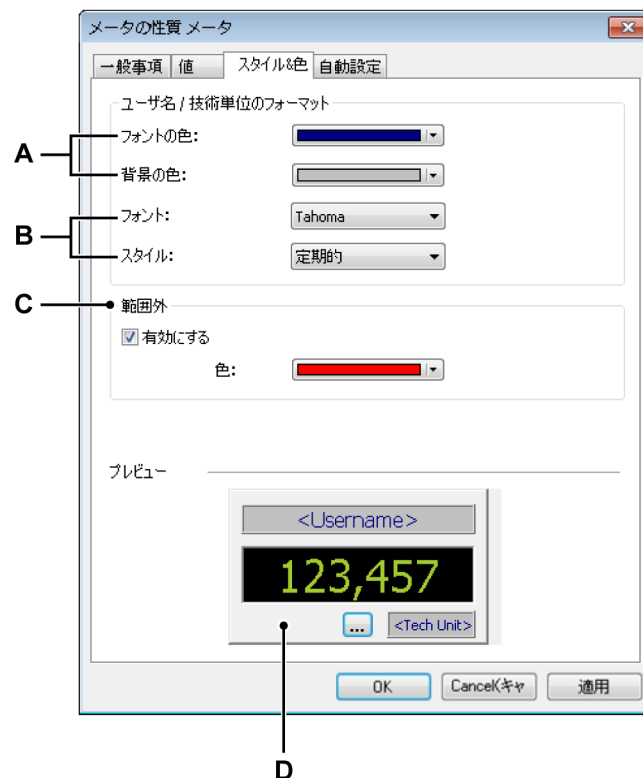 メータの性質 メータ
一般事項 値 スタイル&色 自動設定
ユーザ名 / 技術単位のフォーマット
A フォントの色:
背景の色:
B フォント: Tahoma
スタイル: 定期的
C 範囲外
有効にする
色:
プレビュー
<Username>
123,457
... <Tech Unit>
OK Cancel(キャ 適用
D